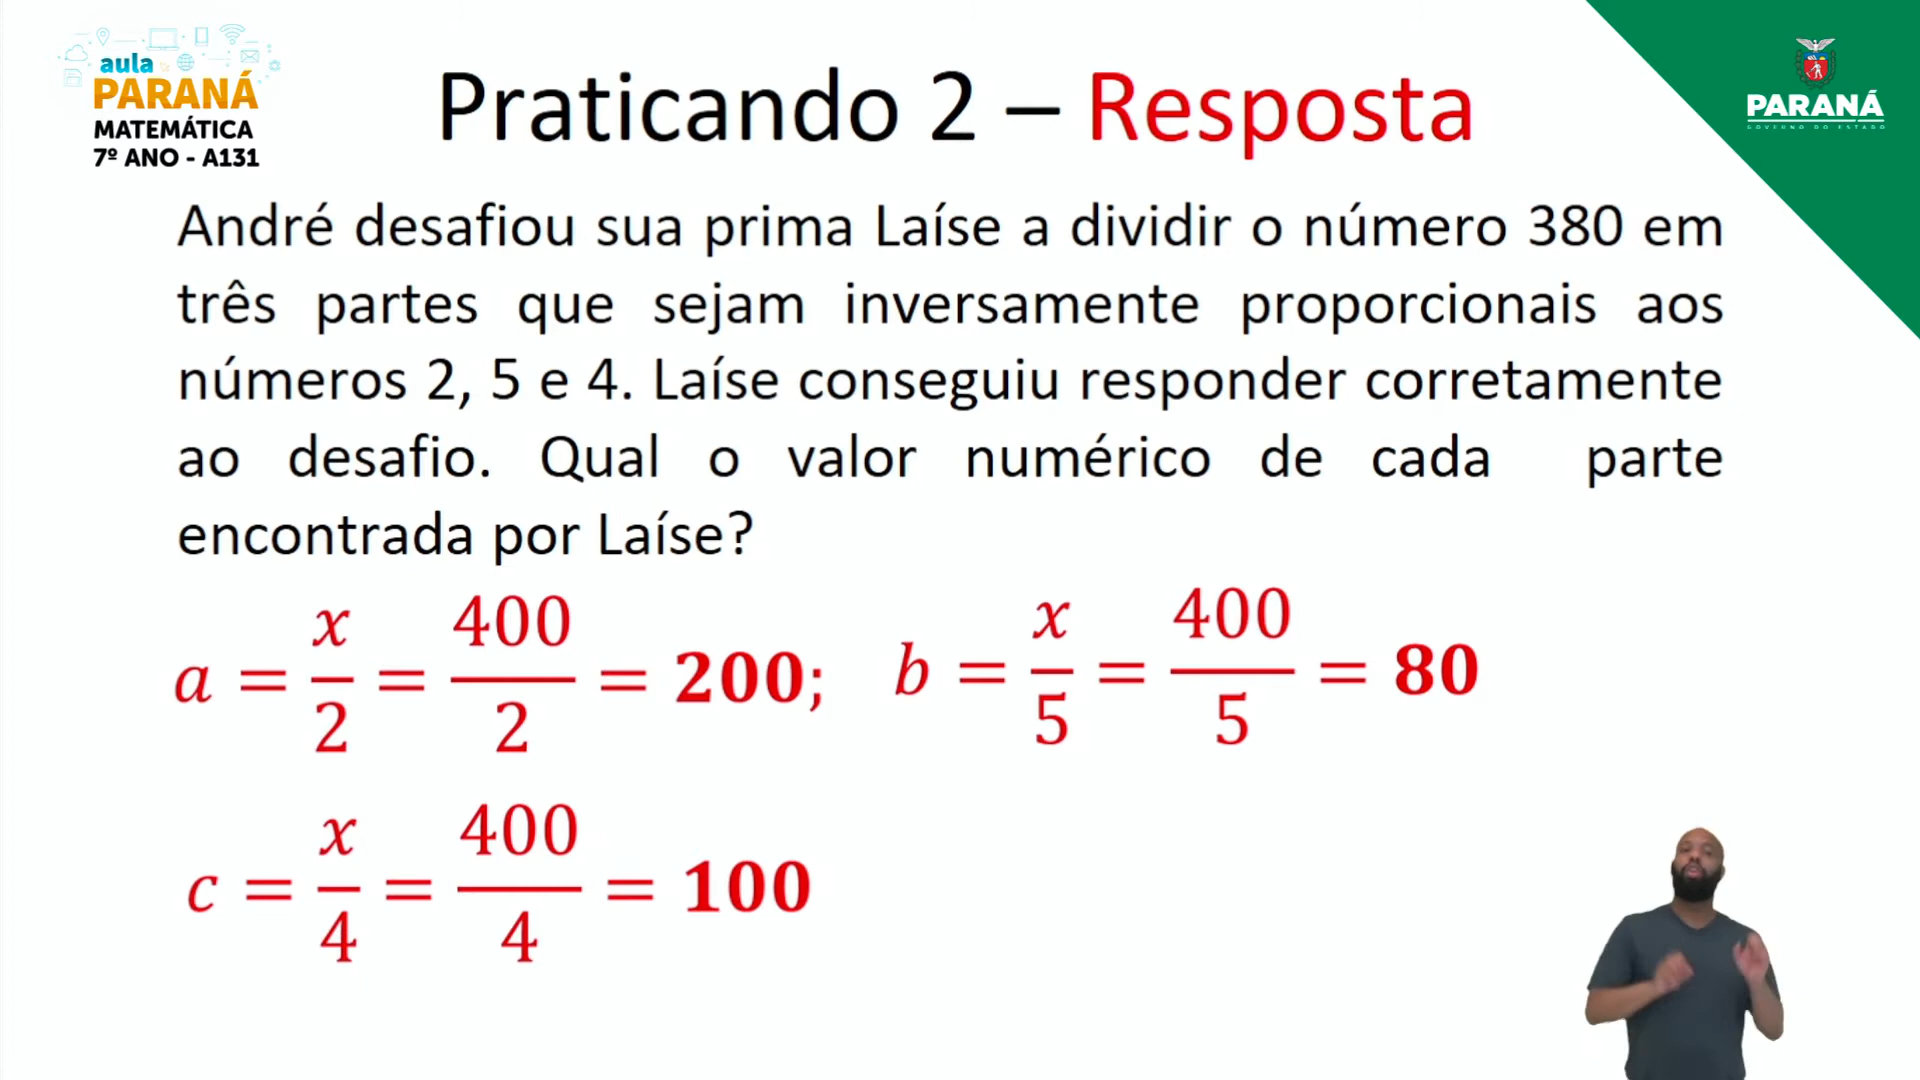 aula
PARANÁ
MATEMÁTICA
7º ANO - A131
Praticando 2 – Resposta
PARANÁ
GOVERNO DO ESTADO
André desafiou sua prima Laíse a dividir o número 380 em
três partes que sejam inversamente proporcionais aos
números 2, 5 e 4. Laíse conseguiu responder corretamente
ao desafio. Qual o valor numérico de cada parte
encontrada por Laíse?
a = x/2 = 400/2 = 200; b = x/5 = 400/5 = 80
c = x/4 = 400/4 = 100